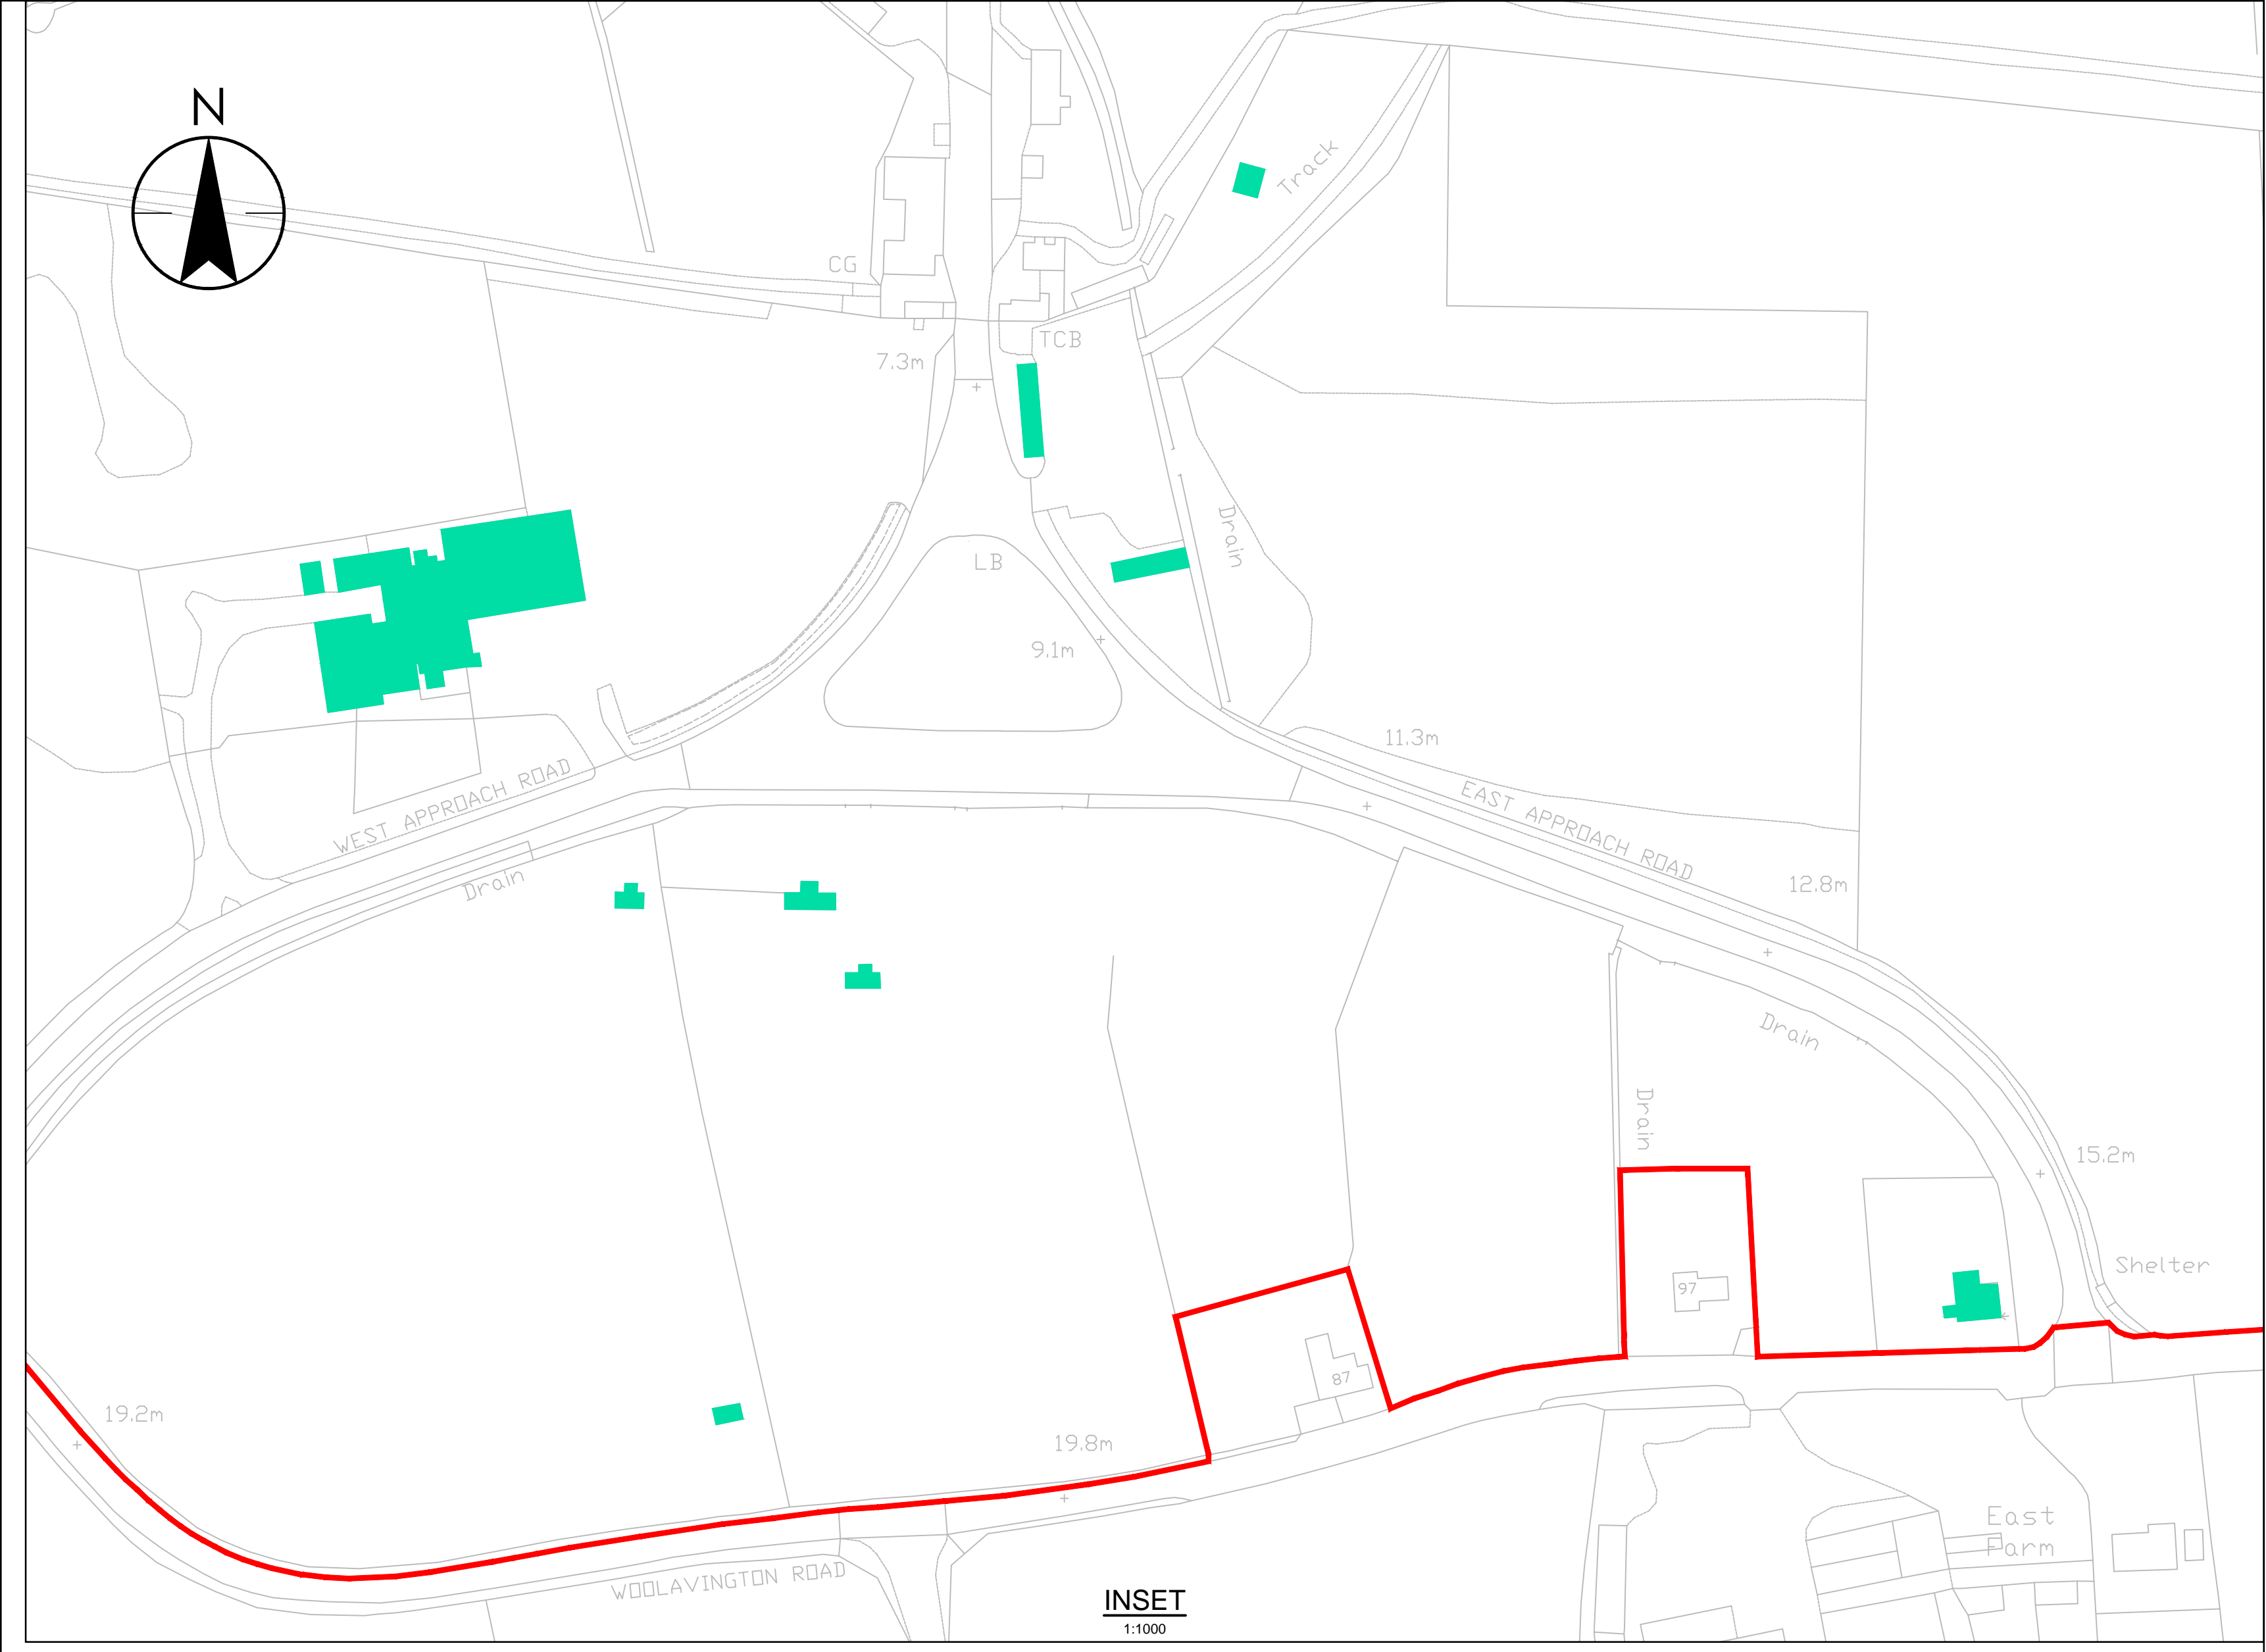 N
Track
CG
TCB
7.3m
Drain
LB
9.1m
11.3m
WEST APPROACH ROAD
EAST APPROACH ROAD
Drain
12.8m
Drain
Drain
15.2m
Shelter
97
87
19.2m
19.8m
East
Farm
WOOLAVINGTON ROAD
INSET
1:1000